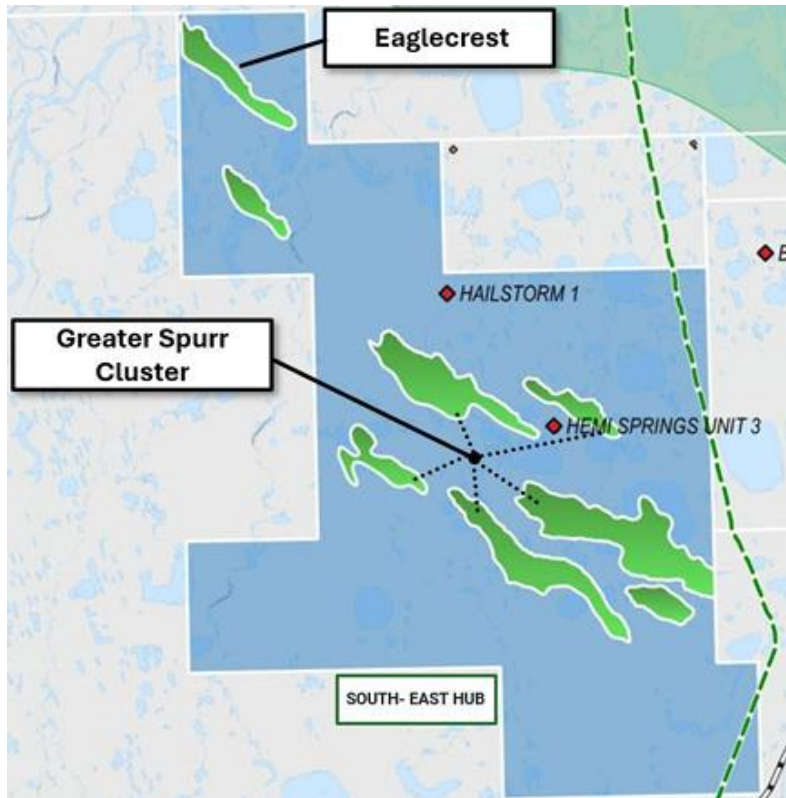 Eaglecrest
HAILSTORM 1
Greater Spurr
Cluster
HEMI SPRINGS UNIT 3
SOUTH- EAST HUB